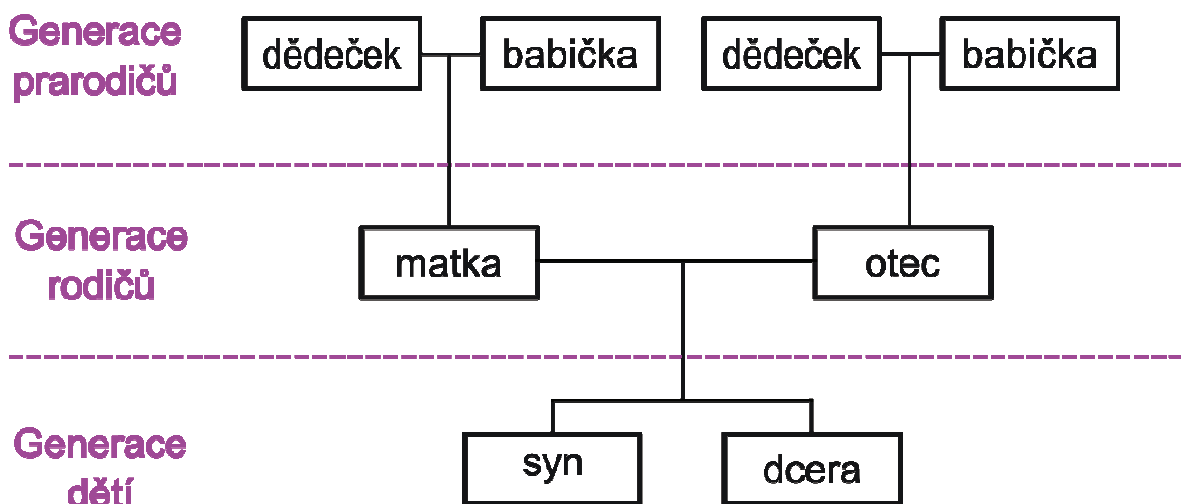 Generace
prarodičů
dědeček babička dědeček babička
Generace
rodičů
matka otec
Generace
dětí
syn dcera